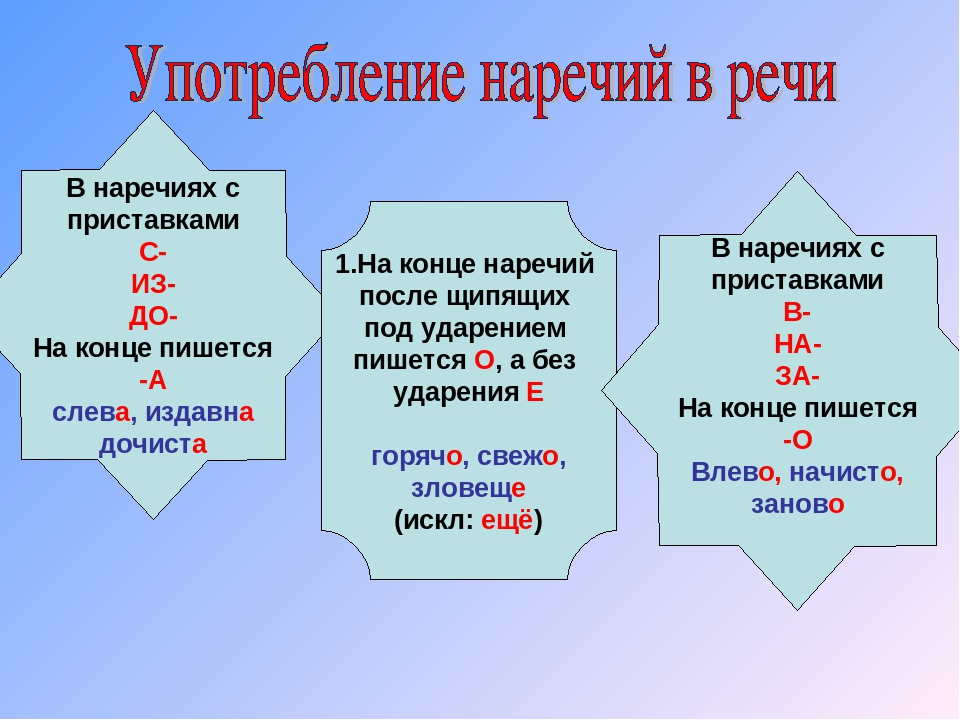 Употребление наречий в речи
В наречиях с
приставками
С-
ИЗ-
ДО-
На конце пишется
-А
слева, издавна
дочиста
1.На конце наречий
после щипящих
под ударением
пишется О, а без
ударения Е
горячо, свежо,
зловеще
(искл: ещё)
В наречиях с
приставками
В-
НА-
ЗА-
На конце пишется
-О
Влево, начисто,
заново